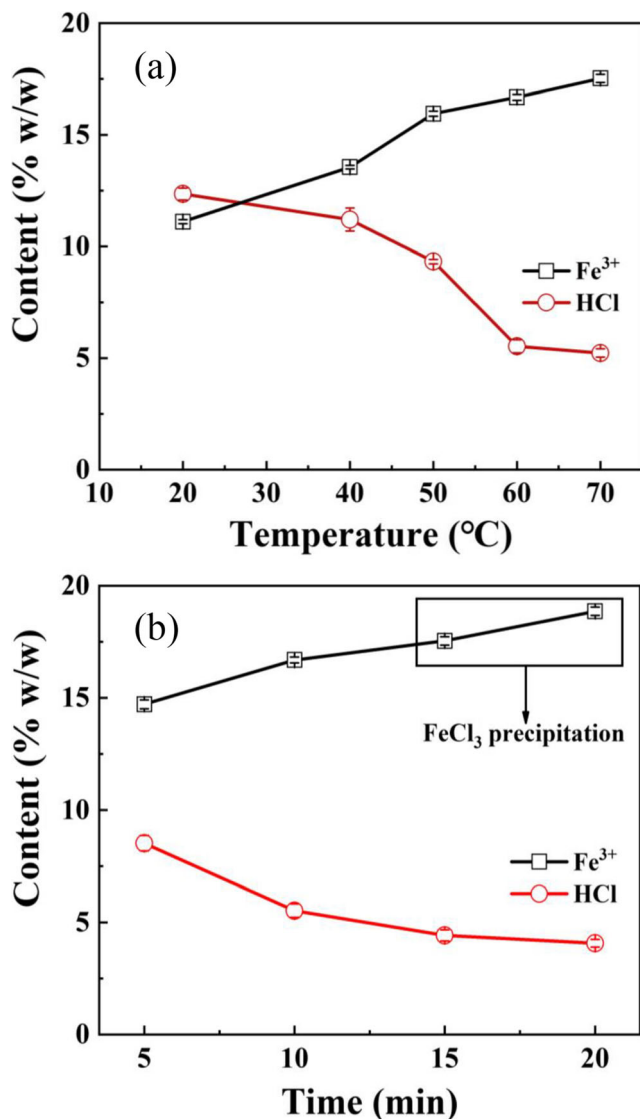 (a)
20
15
10
5
0
Content (% w/w)
Fe³⁺
HCl
10 20 30 40 50 60 70
Temperature (°C)
(b)
20
15
10
5
0
Content (% w/w)
FeCl₃ precipitation
Fe³⁺
HCl
5 10 15 20
Time (min)